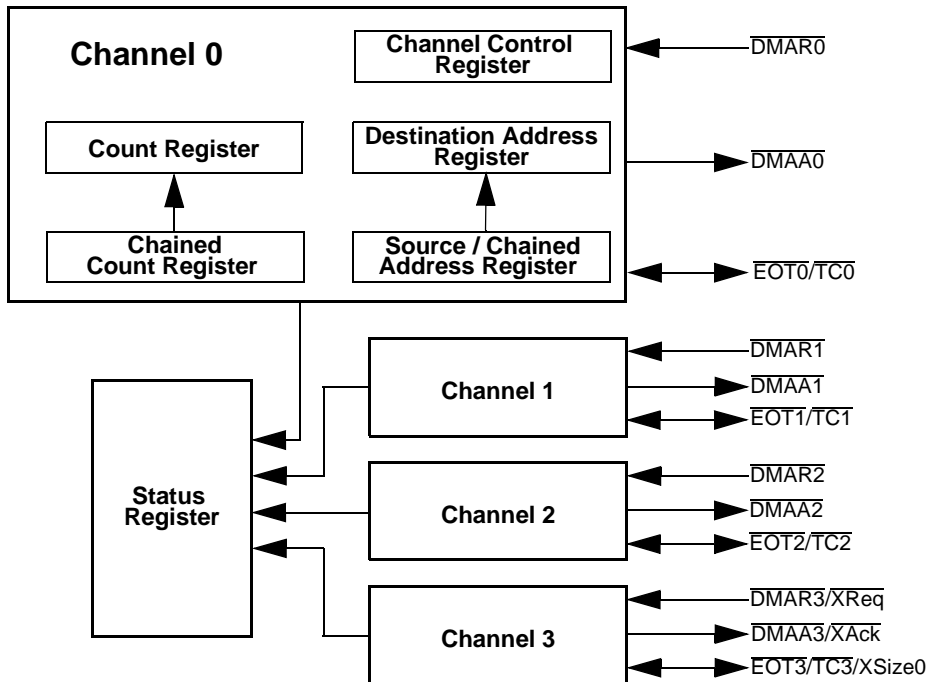 Channel 0
Channel Control
Register
DMAR0
Count Register
Destination Address
Register
DMAA0
Chained
Count Register
Source / Chained
Address Register
EOT0/TC0
DMAR1
Channel 1
DMAA1
EOT1/TC1
Status
Register
DMAR2
Channel 2
DMAA2
EOT2/TC2
DMAR3/XReq
Channel 3
DMAA3/XAck
EOT3/TC3/XSize0